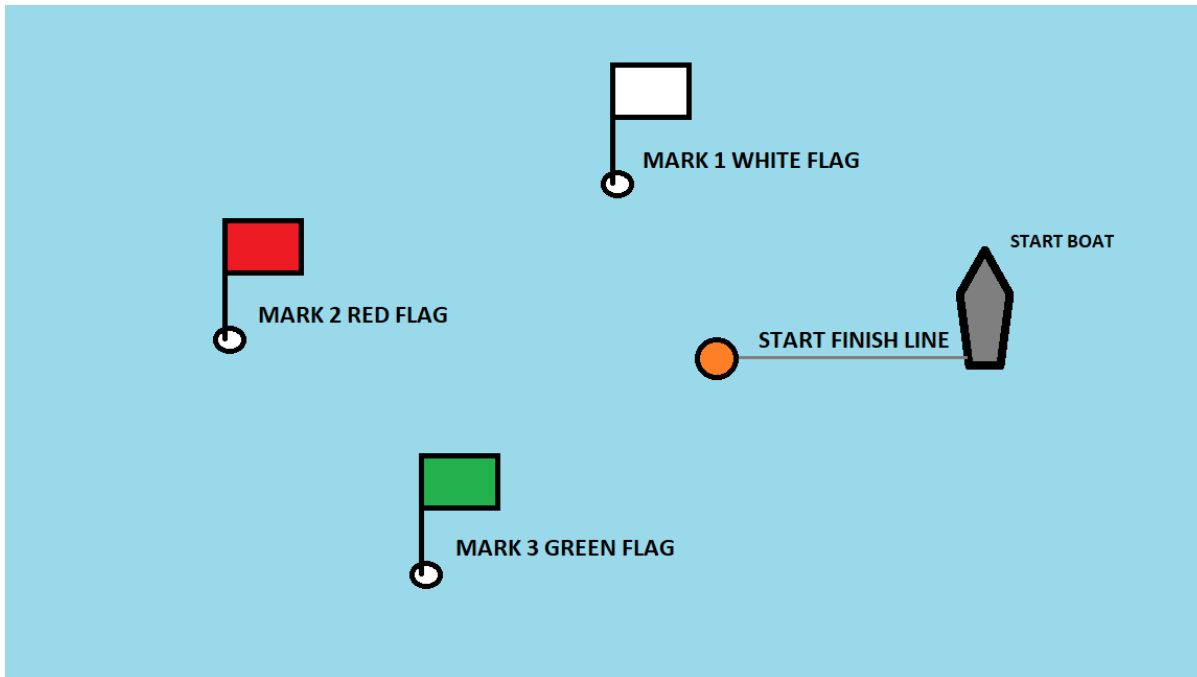 MARK 1 WHITE FLAG
START BOAT
MARK 2 RED FLAG
START FINISH LINE
MARK 3 GREEN FLAG